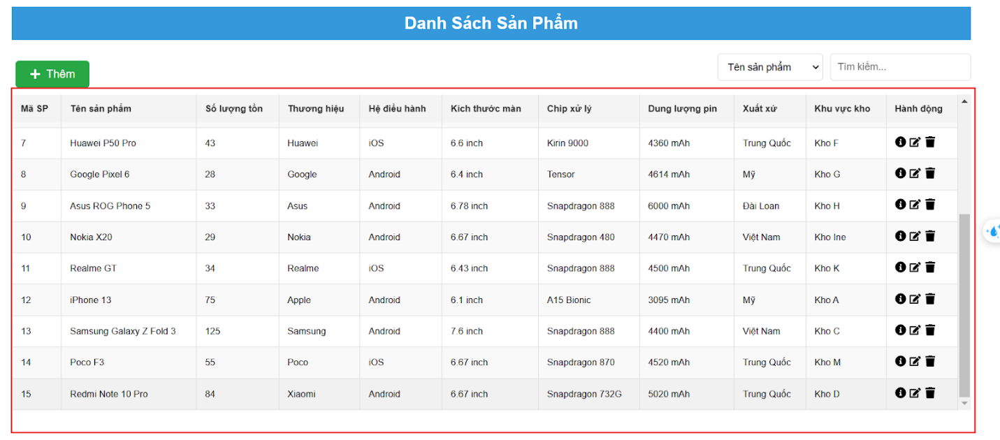 Danh Sách Sản Phẩm
Thêm
Tên sản phẩm Tìm kiếm...
Mã SP Tên sản phẩm Số lượng tồn Thương hiệu Hệ điều hành Kích thước màn Chip xử lý Dung lượng pin Xuất xứ Khu vực kho Hành động
7 Huawei P50 Pro 43 Huawei iOS 6.6 inch Kirin 9000 4360 mAh Trung Quốc Kho F
8 Google Pixel 6 28 Google Android 6.4 inch Tensor 4614 mAh Mỹ Kho G
9 Asus ROG Phone 5 33 Asus Android 6.78 inch Snapdragon 888 6000 mAh Đài Loan Kho H
10 Nokia X20 29 Nokia Android 6.67 inch Snapdragon 480 4470 mAh Việt Nam Kho Ine
11 Realme GT 34 Realme iOS 6.43 inch Snapdragon 888 4500 mAh Trung Quốc Kho K
12 iPhone 13 75 Apple Android 6.1 inch A15 Bionic 3095 mAh Mỹ Kho A
13 Samsung Galaxy Z Fold 3 125 Samsung Android 7.6 inch Snapdragon 888 4400 mAh Việt Nam Kho C
14 Poco F3 55 Poco iOS 6.67 inch Snapdragon 870 4520 mAh Trung Quốc Kho M
15 Redmi Note 10 Pro 84 Xiaomi Android 6.67 inch Snapdragon 732G 5020 mAh Trung Quốc Kho D